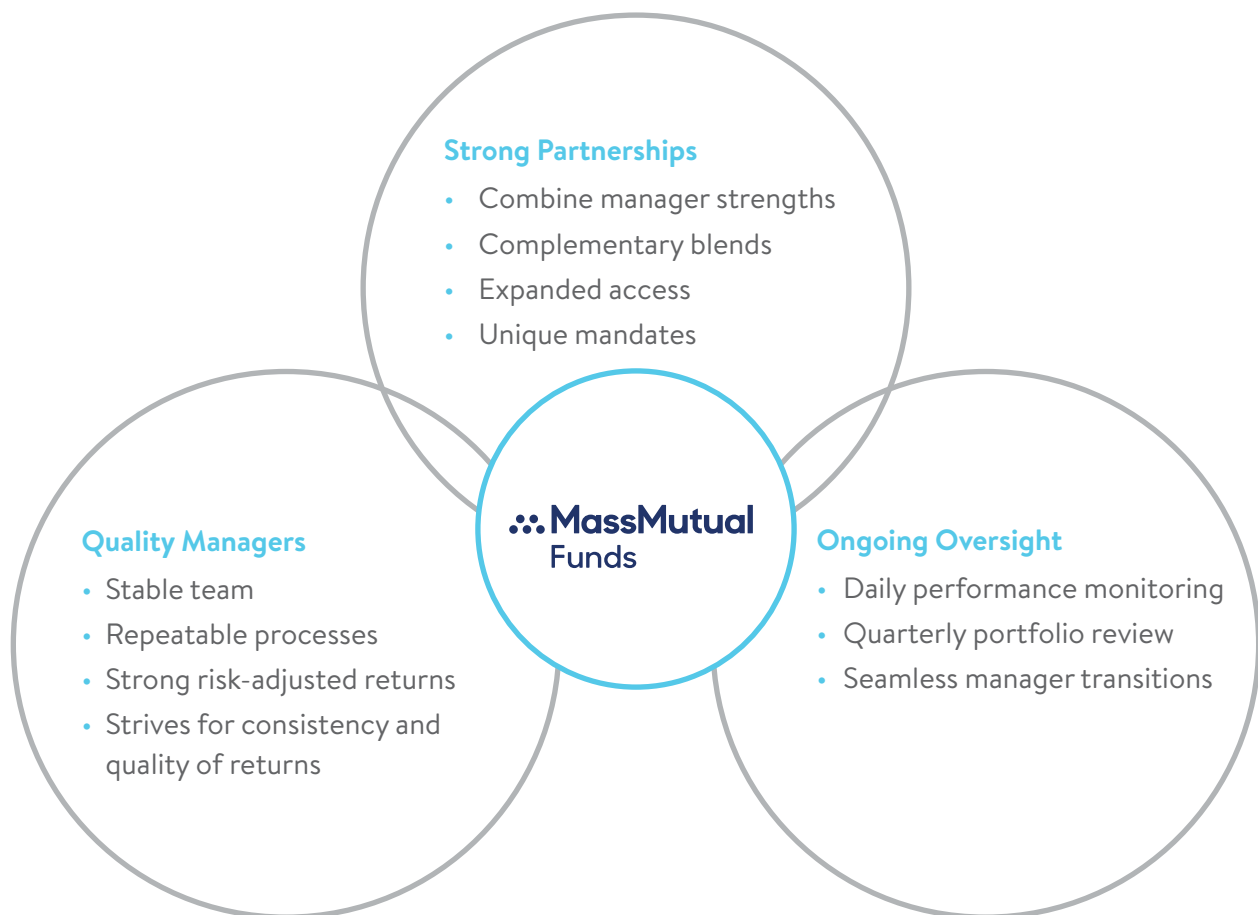 Strong Partnerships
• Combine manager strengths
• Complementary blends
• Expanded access
• Unique mandates
Quality Managers
• Stable team
• Repeatable processes
• Strong risk-adjusted returns
• Strives for consistency and
quality of returns
MassMutual
Funds
Ongoing Oversight
• Daily performance monitoring
• Quarterly portfolio review
• Seamless manager transitions